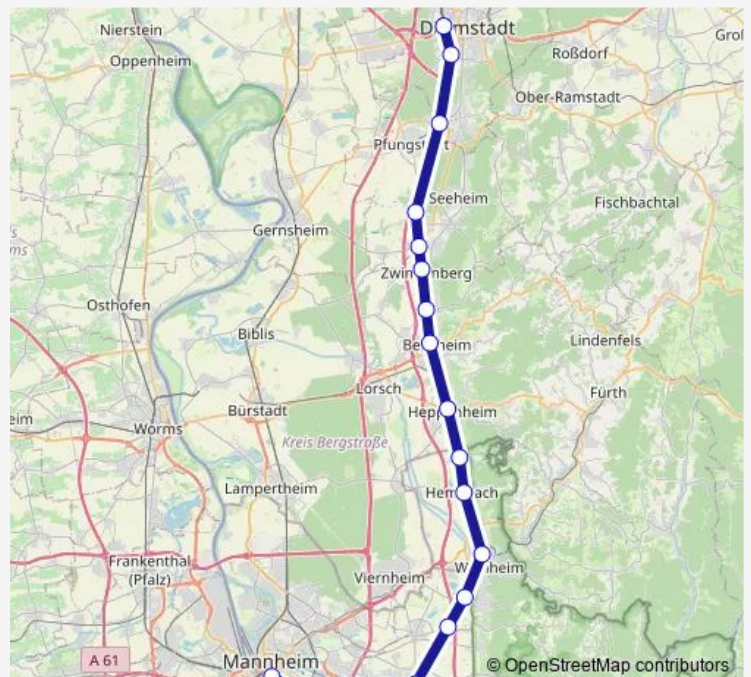 Nierstein
Oppenheim
Roßdorf
Ober-Ramstadt
Seeheim
Fischbachtal
Gernsheim
Osthofen
Biblis
Lindenfels
Lorsch
Fürth
Bürstadt
Worms
Kreis Bergstraße
Lampertheim
Frankenthal
(Pfalz)
Viernheim
A 61
Mannheim
© OpenStreetMap contributors